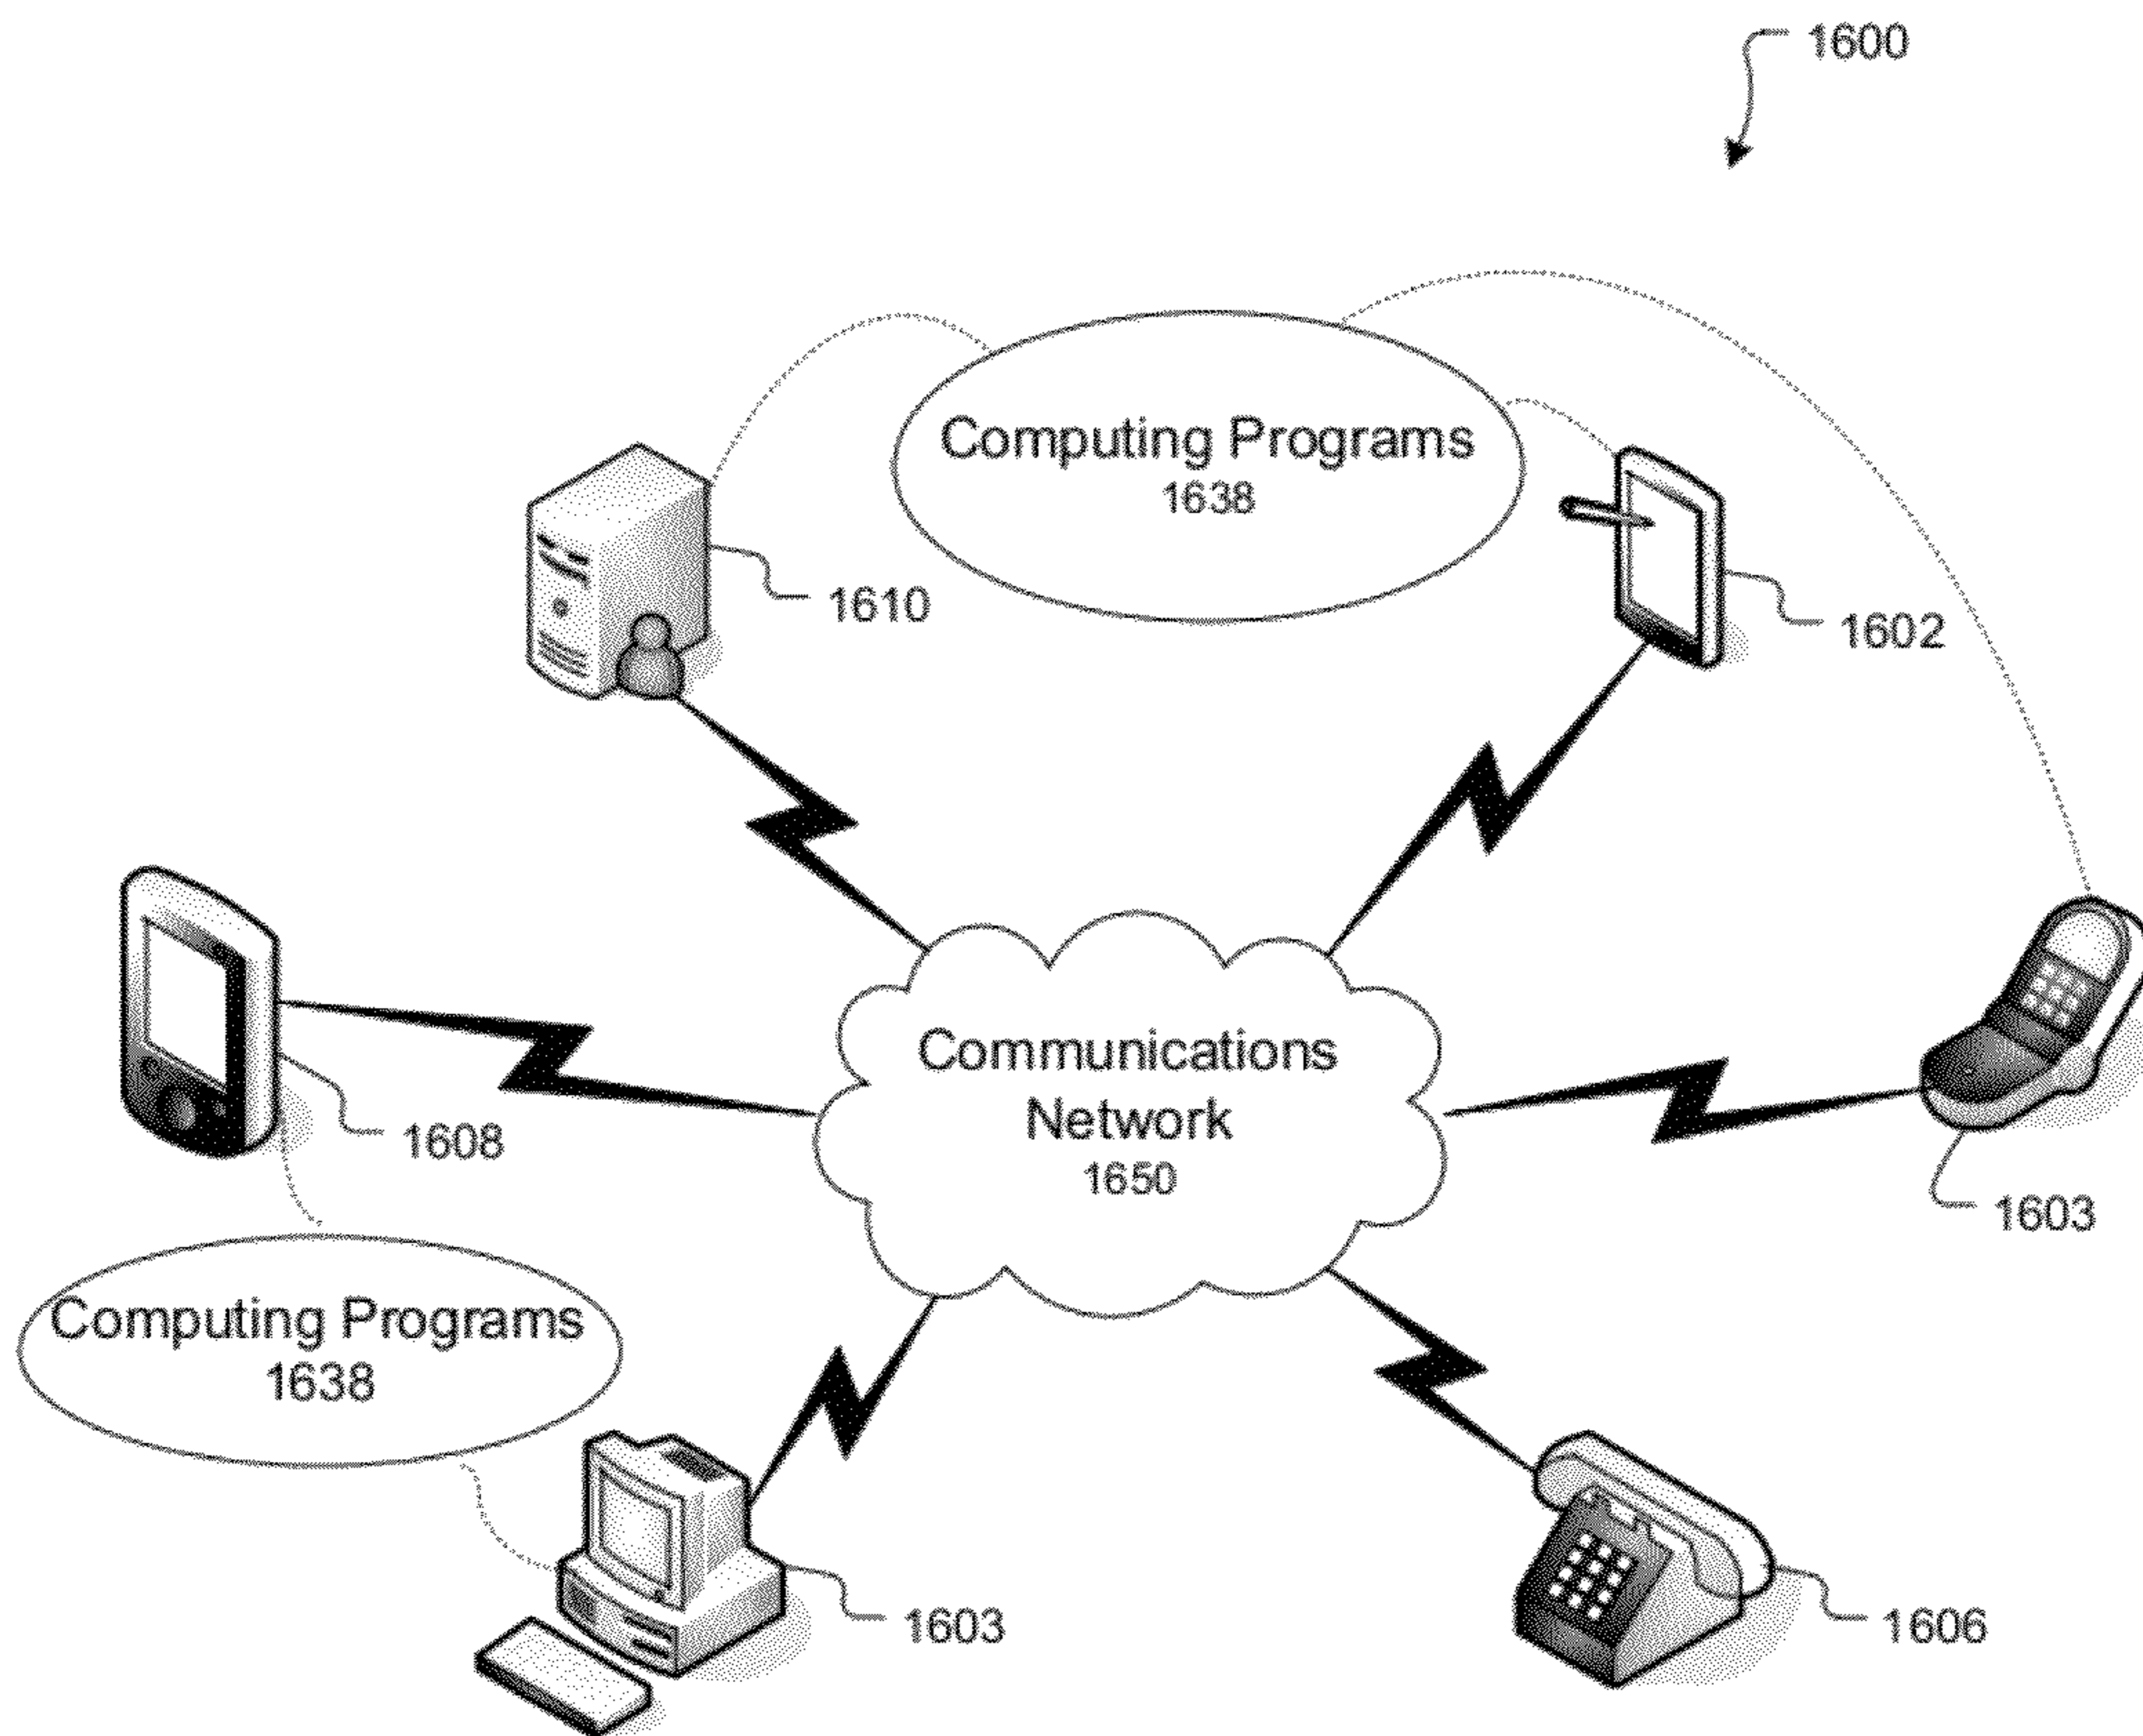 1600
Computing Programs
1638
1610
1602
Communications
Network
1650
1608
1603
Computing Programs
1638
1603
1606